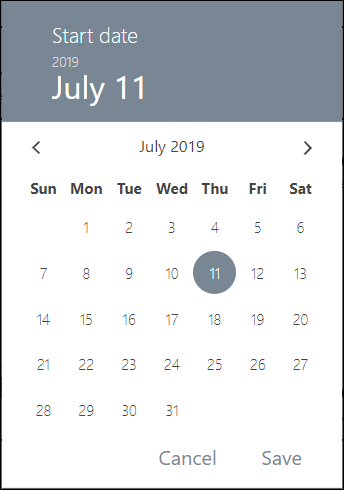 Start date
2019
July 11
July 2019
Sun Mon Tue Wed Thu Fri Sat
1 2 3 4 5 6
7 8 9 10 11 12 13
14 15 16 17 18 19 20
21 22 23 24 25 26 27
28 29 30 31
Cancel Save